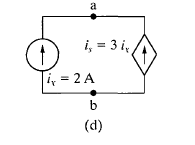 a
i_s = 3 i_x
i_x = 2 A
b
(d)